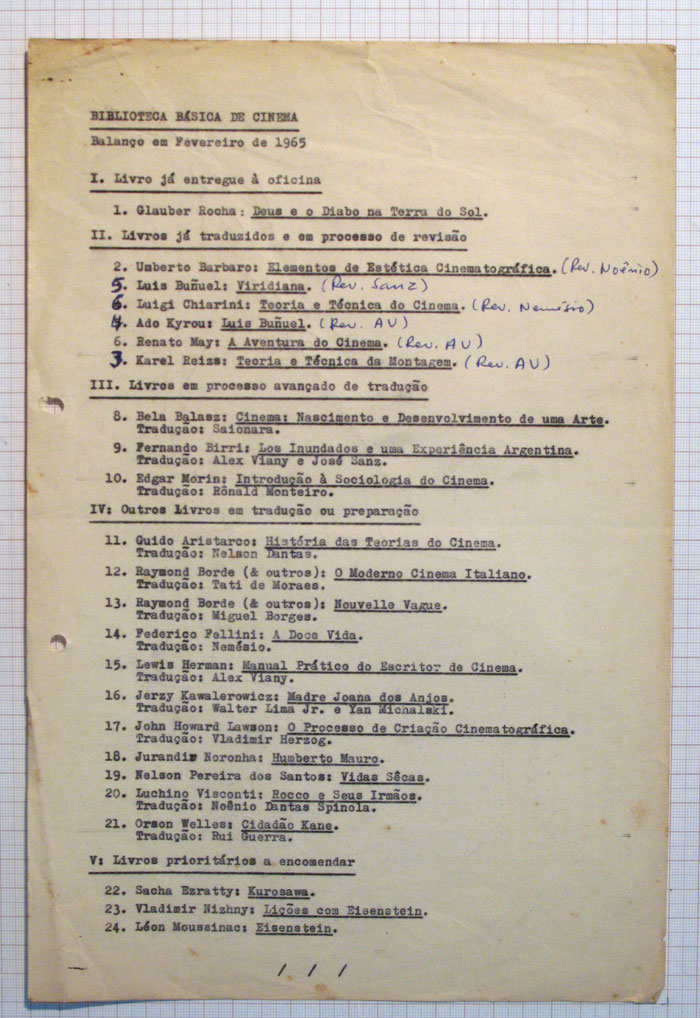 BIBLIOTECA BÁSICA DE CINEMA
Balanço em Fevereiro de 1965
I. Livro já entregue à oficina
1. Glauber Rocha: Deus e o Diabo na Terra do Sol.
II. Livros já traduzidos e em processo de revisão
2. Umberto Barbaro: Elementos de Estética Cinematográfica. (Rev. Noênio)
5. Luis Buñuel: Viridiana. (Rev. Sanz)
6. Luigi Chiarini: Teoria e Técnica do Cinema. (Rev. Nemésio)
4. Ado Kyrou: Luis Buñuel. (Rev. AV)
6. Renato May: A Aventura do Cinema. (Rev. AV)
3. Karel Reizs: Teoria e Técnica da Montagem. (Rev. AV)
III. Livros em processo avançado de tradução
8. Bela Balasz: Cinema: Nascimento e Desenvolvimento de uma Arte.
Tradução: Saionara.
9. Fernando Birri: Los Inundados e uma Experiência Argentina.
Tradução: Alex Viany e José Sanz.
10. Edgar Morin: Introdução à Sociologia do Cinema.
Tradução: Rônald Monteiro.
IV: Outros Livros em tradução ou preparação
11. Guido Aristarco: História das Teorias do Cinema.
Tradução: Nelson Dantas.
12. Raymond Borde (& outros): O Moderno Cinema Italiano.
Tradução: Tati de Moraes.
13. Raymond Borde (& outros): Nouvelle Vague.
Tradução: Miguel Borges.
14. Federico Fellini: A Doce Vida.
Tradução: Nemésio.
15. Lewis Herman: Manual Prático do Escritor de Cinema.
Tradução: Alex Viany.
16. Jerzy Kawalerowicz: Madre Joana dos Anjos.
Tradução: Walter Lima Jr. e Yan Michalski.
17. John Howard Lawson: O Processo de Criação Cinematográfica.
Tradução: Vladimir Herzog.
18. Jurandir Noronha: Humberto Mauro.
19. Nelson Pereira dos Santos: Vidas Sêcas.
20. Luchino Visconti: Rocco e Seus Irmãos.
Tradução: Noênio Dantas Spinola.
21. Orson Welles: Cidadão Kane.
Tradução: Rui Guerra.
V: Livros prioritários a encomendar
22. Sacha Ezratty: Kurosawa.
23. Vladimir Nizhny: Lições com Eisenstein.
24. Léon Moussinac: Eisenstein.